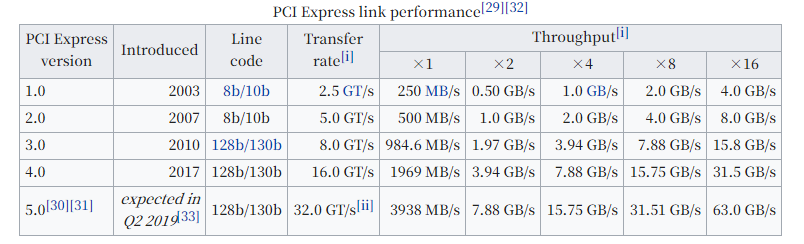 PCI Express link performance[29][32]
PCI Express version Introduced Line code Transfer rate[i] Throughput[i]
×1 ×2 ×4 ×8 ×16
1.0 2003 8b/10b 2.5 GT/s 250 MB/s 0.50 GB/s 1.0 GB/s 2.0 GB/s 4.0 GB/s
2.0 2007 8b/10b 5.0 GT/s 500 MB/s 1.0 GB/s 2.0 GB/s 4.0 GB/s 8.0 GB/s
3.0 2010 128b/130b 8.0 GT/s 984.6 MB/s 1.97 GB/s 3.94 GB/s 7.88 GB/s 15.8 GB/s
4.0 2017 128b/130b 16.0 GT/s 1969 MB/s 3.94 GB/s 7.88 GB/s 15.75 GB/s 31.5 GB/s
5.0[30][31] expected in Q2 2019[33] 128b/130b 32.0 GT/s[ii] 3938 MB/s 7.88 GB/s 15.75 GB/s 31.51 GB/s 63.0 GB/s